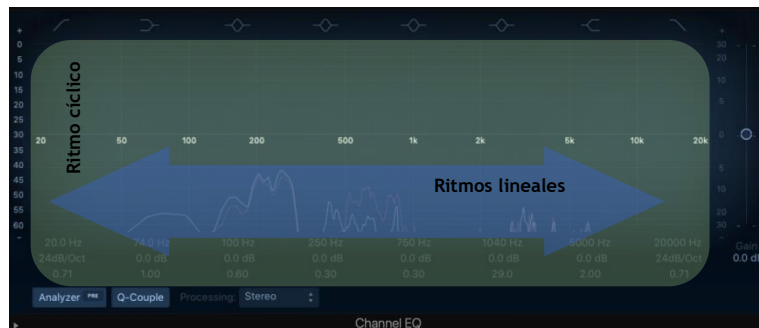 + +
0 30
5 20
10 10
15
20 5
25
30 20 50 100 200 500 1k 2k 5k 10k 20k 0
35
40 5
45
50 10
55 20
60 30
- -
Ritmo cíclico
Ritmos lineales
20.0 Hz 74.0 Hz 100 Hz 250 Hz 750 Hz 1040 Hz 5000 Hz 20000 Hz Gain
24dB/Oct 0.0 dB 0.0 dB 0.0 dB 0.0 dB 0.0 dB 0.0 dB 24dB/Oct 0.0 dB
0.71 1.00 0.60 0.30 0.30 29.0 2.00 0.71
Analyzer PRE Q-Couple Processing: Stereo
Channel EQ